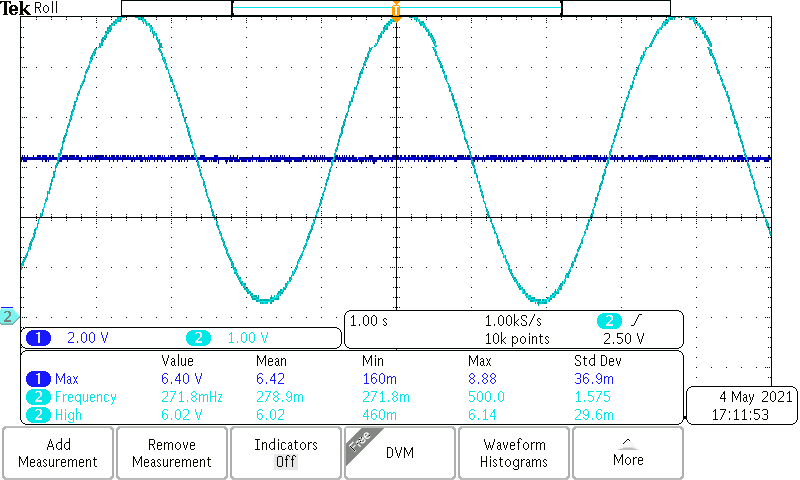 Tek Roll
T
2
1 2.00 V 2 1.00 V
1.00 s 1.00kS/s 2
10k points 2.50 V
Value Mean Min Max Std Dev
1 Max 6.40 V 6.42 160m 8.88 36.9m
2 Frequency 271.8mHz 278.9m 271.8m 500.0 1.575
2 High 6.02 V 6.02 460m 6.14 29.6m
4 May 2021
17:11:53
Add
Measurement
Remove
Measurement
Indicators
Off
Free
DVM
Waveform
Histograms
More